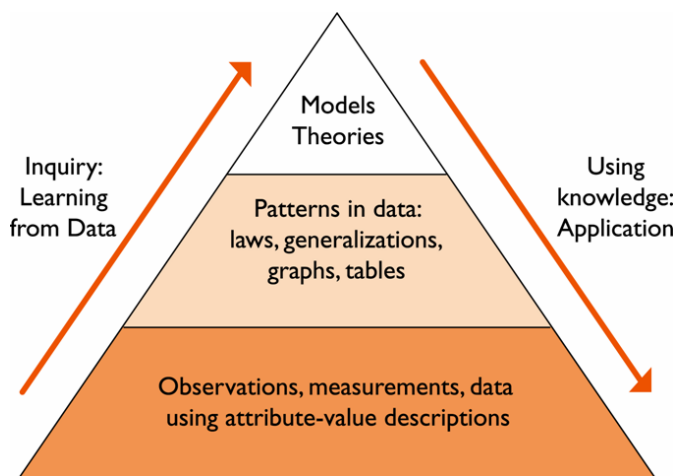 Models
Theories
Inquiry:
Learning
from Data
Using
knowledge:
Application
Patterns in data:
laws, generalizations,
graphs, tables
Observations, measurements, data
using attribute-value descriptions